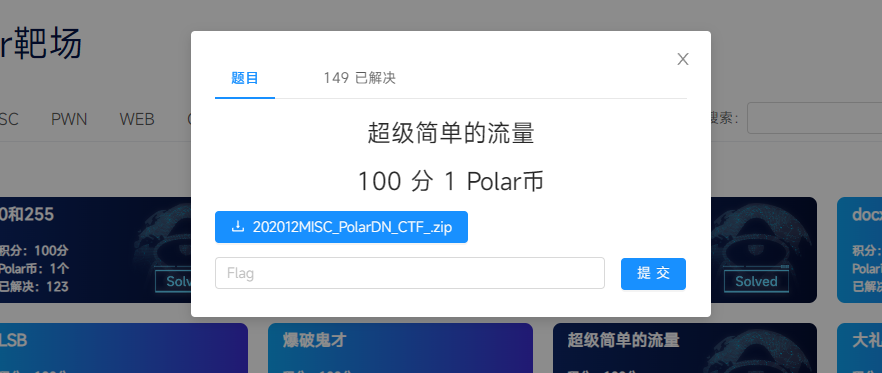 r靶场
题目
149 已解决
SC
PWN
WEB
搜索：
超级简单的流量
100 分 1 Polar币
202012MISC_PolarDN_CTF_.zip
Flag
提 交
0和255
积分：100分
Polar币：1个
已解决：123
Solved
Solved
docx
积分：
Polar
已解决
LSB
爆破鬼才
超级简单的流量
大礼